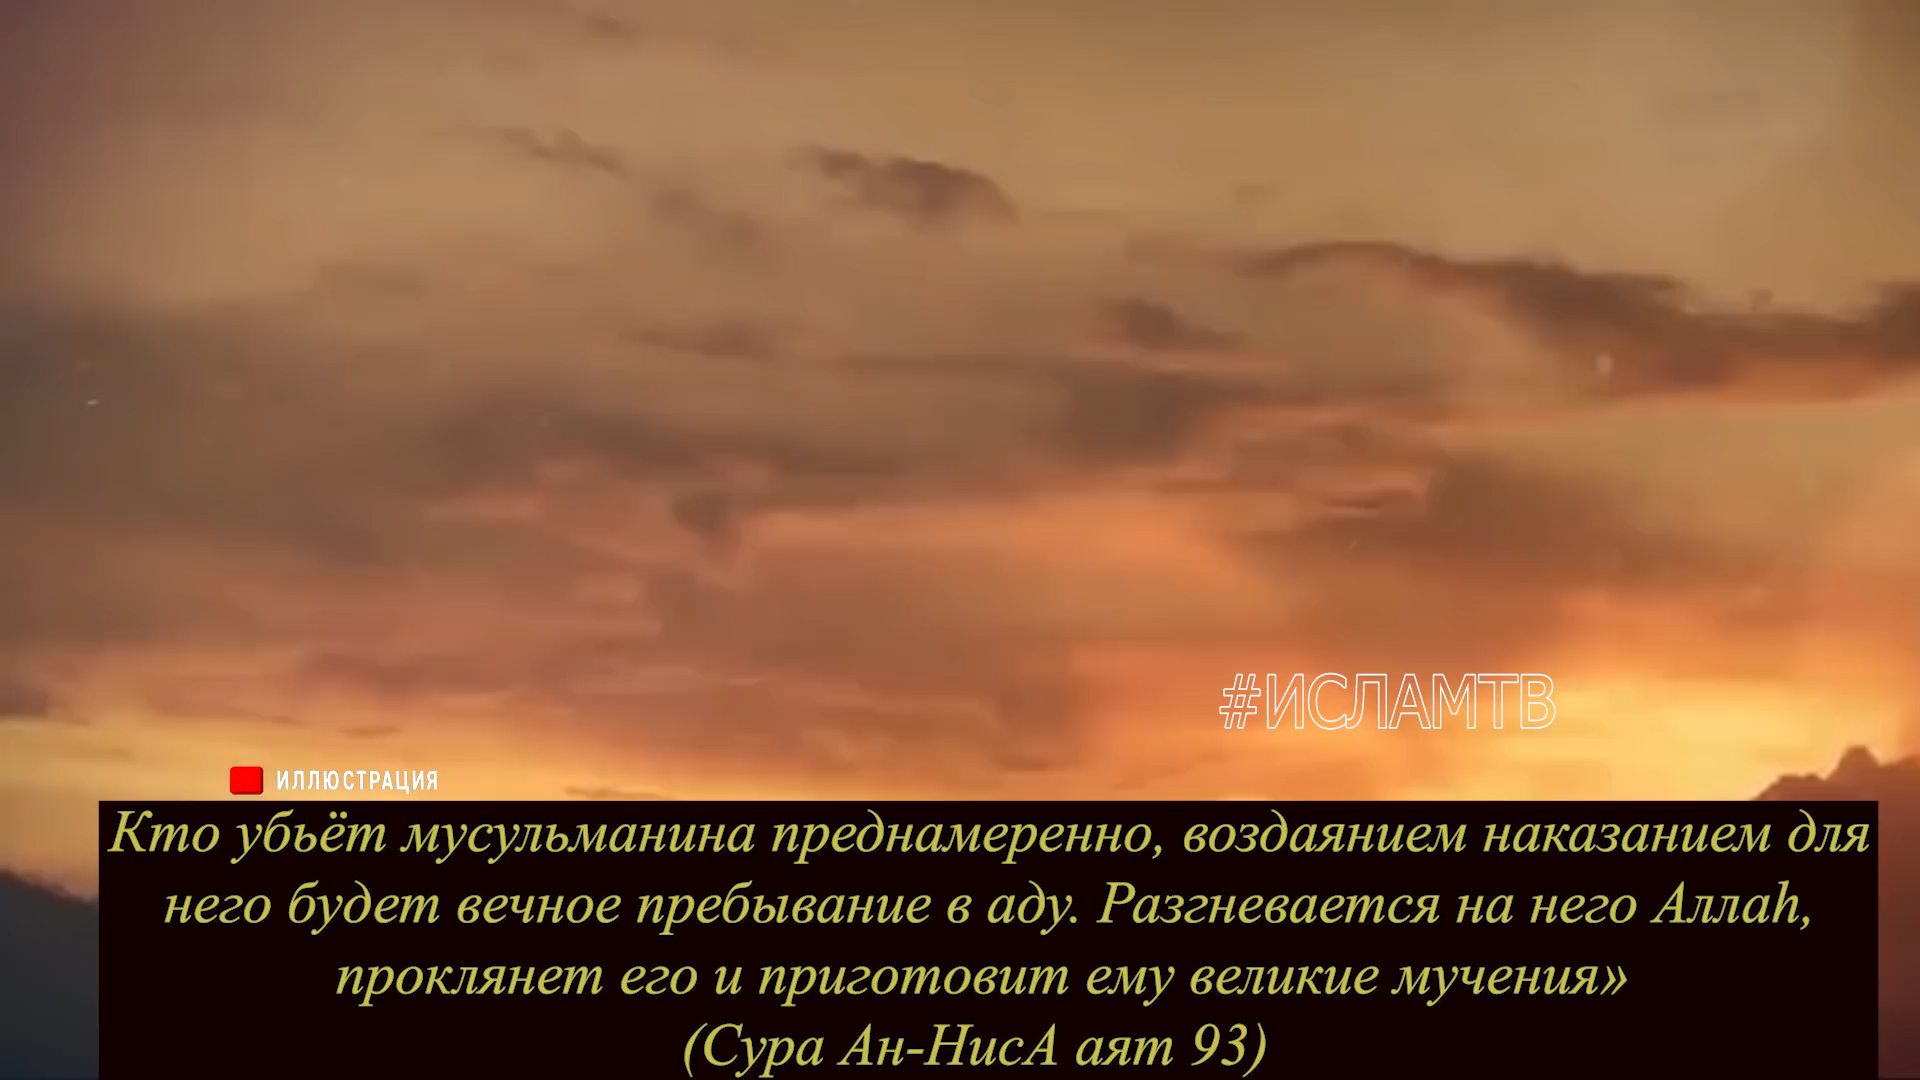 #ИСЛАМТВ
ИЛЛЮСТРАЦИЯ
Кто убьёт мусульманина преднамеренно, воздаянием наказанием для
него будет вечное пребывание в аду. Разгневается на него Аллаh,
проклянет его и приготовит ему великие мучения»
(Сура Ан-НисА аят 93)